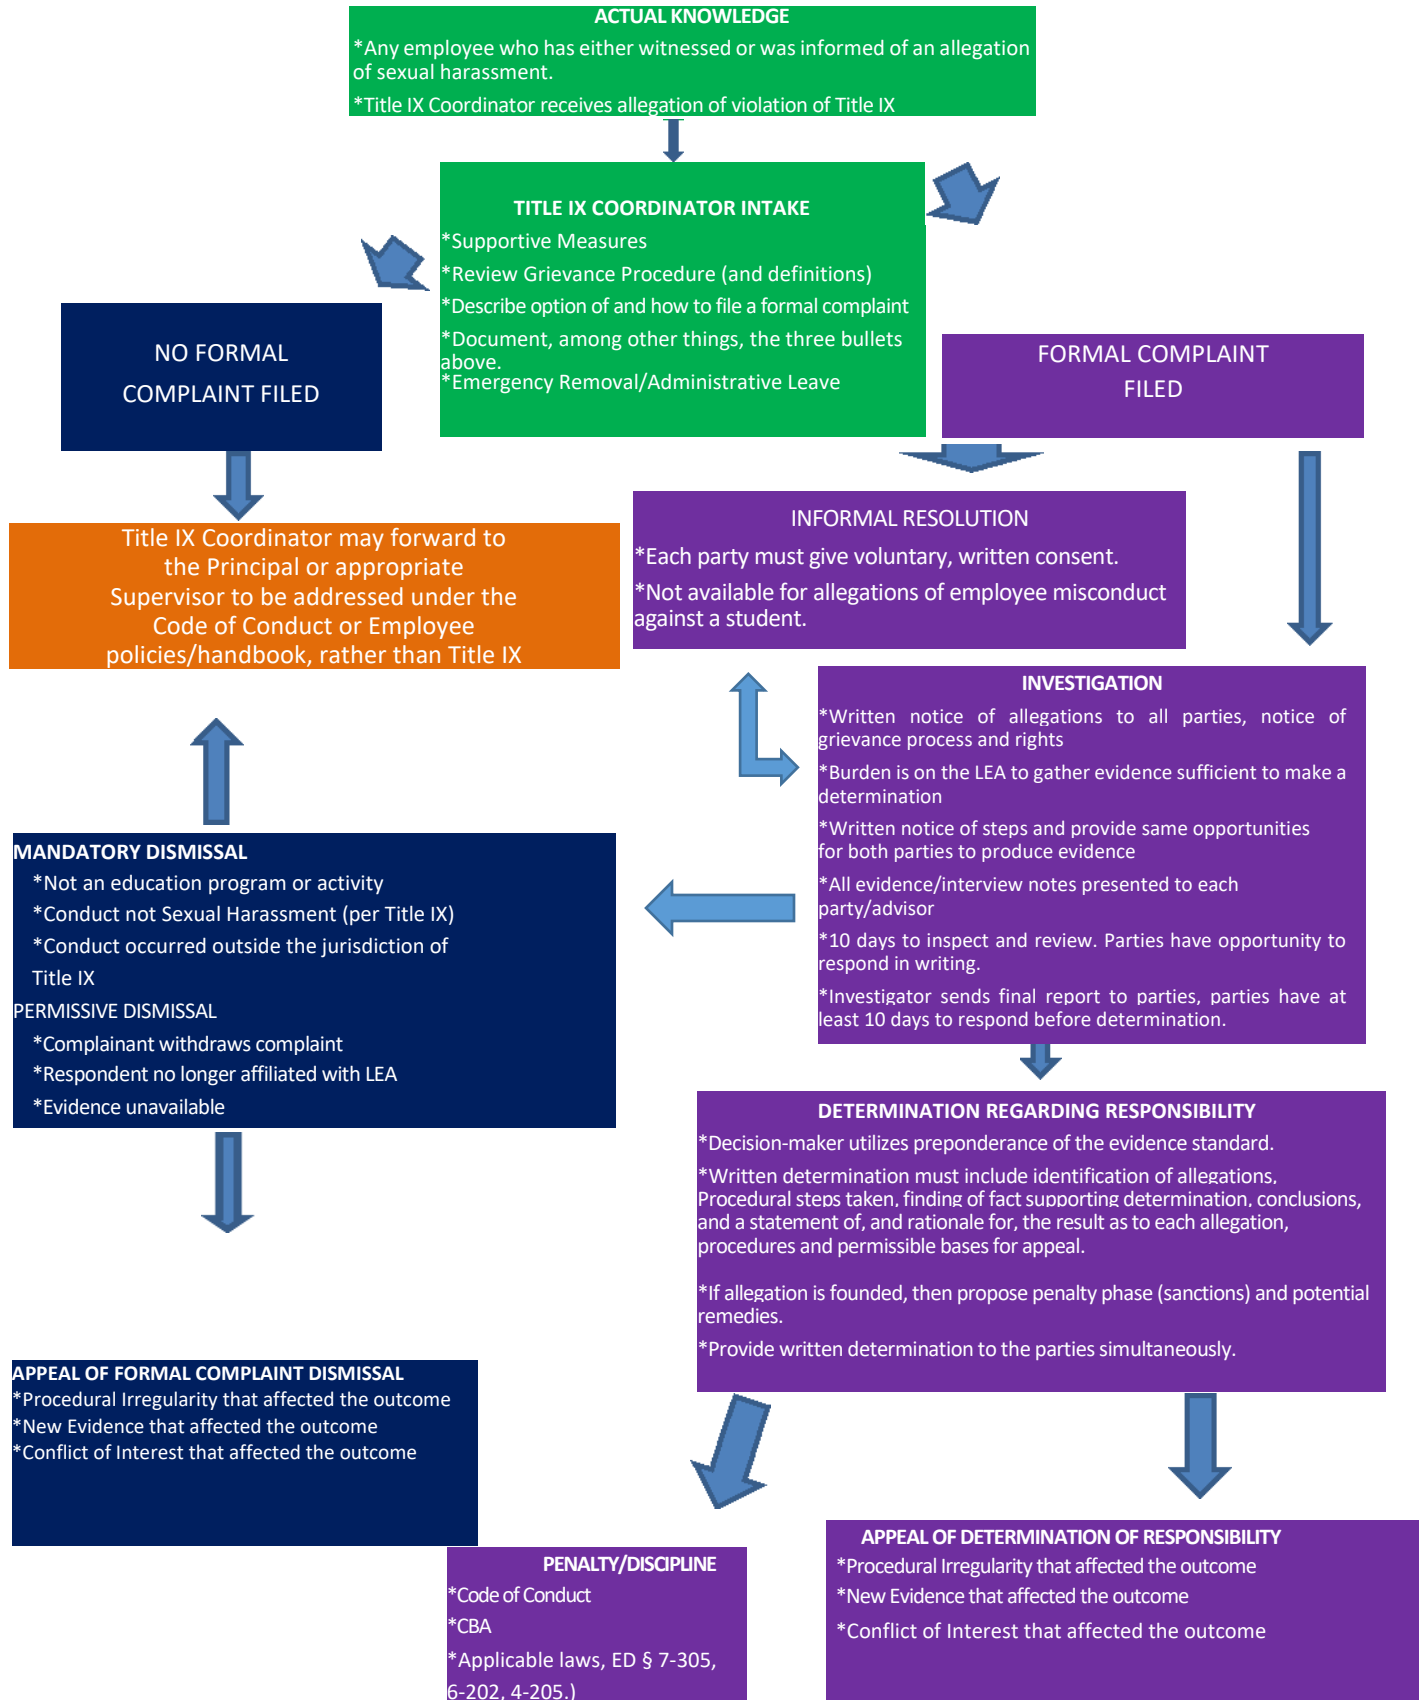 ACTUAL KNOWLEDGE
*Any employee who has either witnessed or was informed of an allegation
of sexual harassment.
*Title IX Coordinator receives allegation of violation of Title IX
TITLE IX COORDINATOR INTAKE
*Supportive Measures
*Review Grievance Procedure (and definitions)
*Describe option of and how to file a formal complaint
*Document, among other things, the three bullets
above.
*Emergency Removal/Administrative Leave
NO FORMAL
COMPLAINT FILED
FORMAL COMPLAINT
FILED
Title IX Coordinator may forward to
the Principal or appropriate
Supervisor to be addressed under the
Code of Conduct or Employee
policies/handbook, rather than Title IX
INFORMAL RESOLUTION
*Each party must give voluntary, written consent.
*Not available for allegations of employee misconduct
against a student.
INVESTIGATION
*Written notice of allegations to all parties, notice of
grievance process and rights
*Burden is on the LEA to gather evidence sufficient to make a
determination
*Written notice of steps and provide same opportunities
for both parties to produce evidence
*All evidence/interview notes presented to each
party/advisor
*10 days to inspect and review. Parties have opportunity to
respond in writing.
*Investigator sends final report to parties, parties have at
least 10 days to respond before determination.
MANDATORY DISMISSAL
*Not an education program or activity
*Conduct not Sexual Harassment (per Title IX)
*Conduct occurred outside the jurisdiction of
Title IX
PERMISSIVE DISMISSAL
*Complainant withdraws complaint
*Respondent no longer affiliated with LEA
*Evidence unavailable
DETERMINATION REGARDING RESPONSIBILITY
*Decision-maker utilizes preponderance of the evidence standard.
*Written determination must include identification of allegations,
Procedural steps taken, finding of fact supporting determination, conclusions,
and a statement of, and rationale for, the result as to each allegation,
procedures and permissible bases for appeal.
*If allegation is founded, then propose penalty phase (sanctions) and potential
remedies.
*Provide written determination to the parties simultaneously.
APPEAL OF FORMAL COMPLAINT DISMISSAL
*Procedural Irregularity that affected the outcome
*New Evidence that affected the outcome
*Conflict of Interest that affected the outcome
PENALTY/DISCIPLINE
*Code of Conduct
*CBA
*Applicable laws, ED § 7-305,
6-202, 4-205.)
APPEAL OF DETERMINATION OF RESPONSIBILITY
*Procedural Irregularity that affected the outcome
*New Evidence that affected the outcome
*Conflict of Interest that affected the outcome